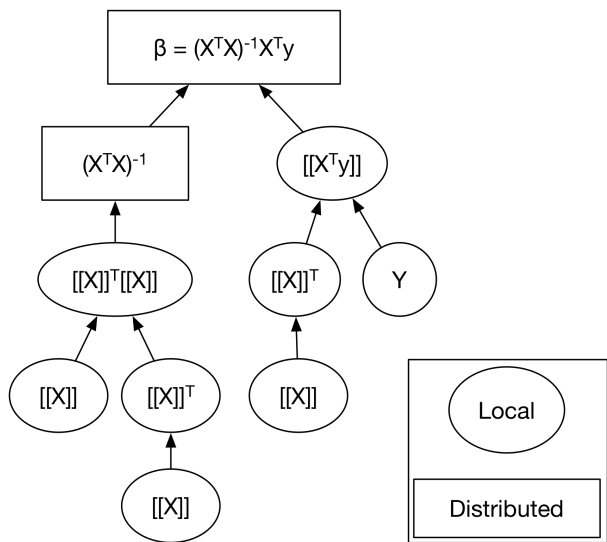 β = (XᵀX)⁻¹Xᵀy
(XᵀX)⁻¹
[[Xᵀy]]
[[X]]ᵀ[[X]]
[[X]]ᵀ
Y
[[X]]
[[X]]ᵀ
[[X]]
[[X]]
Local
Distributed